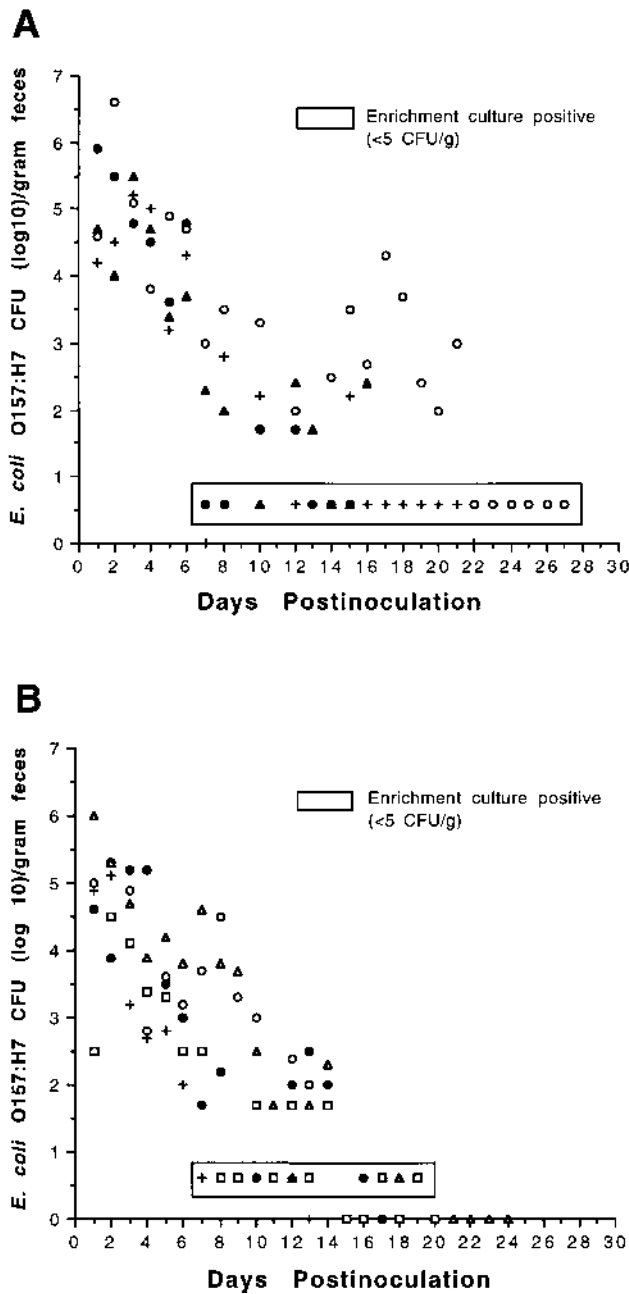 A
7
6
5
4
3
2
1
0
E. coli O157:H7 CFU (log10)/gram feces
Enrichment culture positive
(<5 CFU/g)
0 2 4 6 8 10 12 14 16 18 20 22 24 26 28 30
Days Postinoculation
B
7
6
5
4
3
2
1
0
E. coli O157:H7 CFU (log 10)/gram feces
Enrichment culture positive
(<5 CFU/g)
0 2 4 6 8 10 12 14 16 18 20 22 24 26 28 30
Days Postinoculation